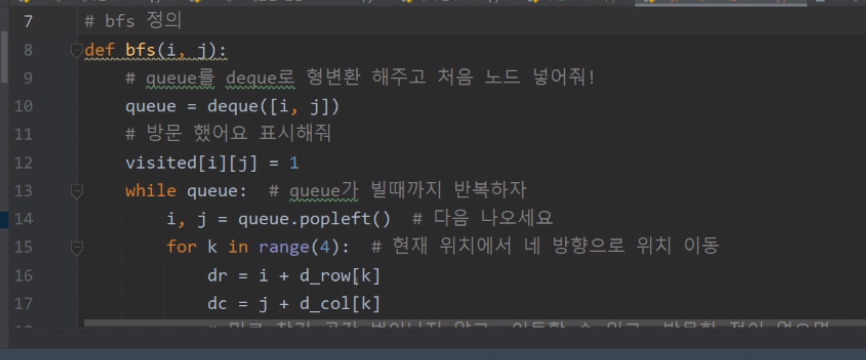 7 # bfs 정의
8 def bfs(i, j):
9 # queue를 deque로 형변환 해주고 처음 노드 넣어줘!
10 queue = deque([i, j])
11 # 방문 했어요 표시해줘
12 visited[i][j] = 1
13 while queue: # queue가 빌때까지 반복하자
14 i, j = queue.popleft() # 다음 나오세요
15 for k in range(4): # 현재 위치에서 네 방향으로 위치 이동
16 dr = i + d_row[k]
17 dc = j + d_col[k]